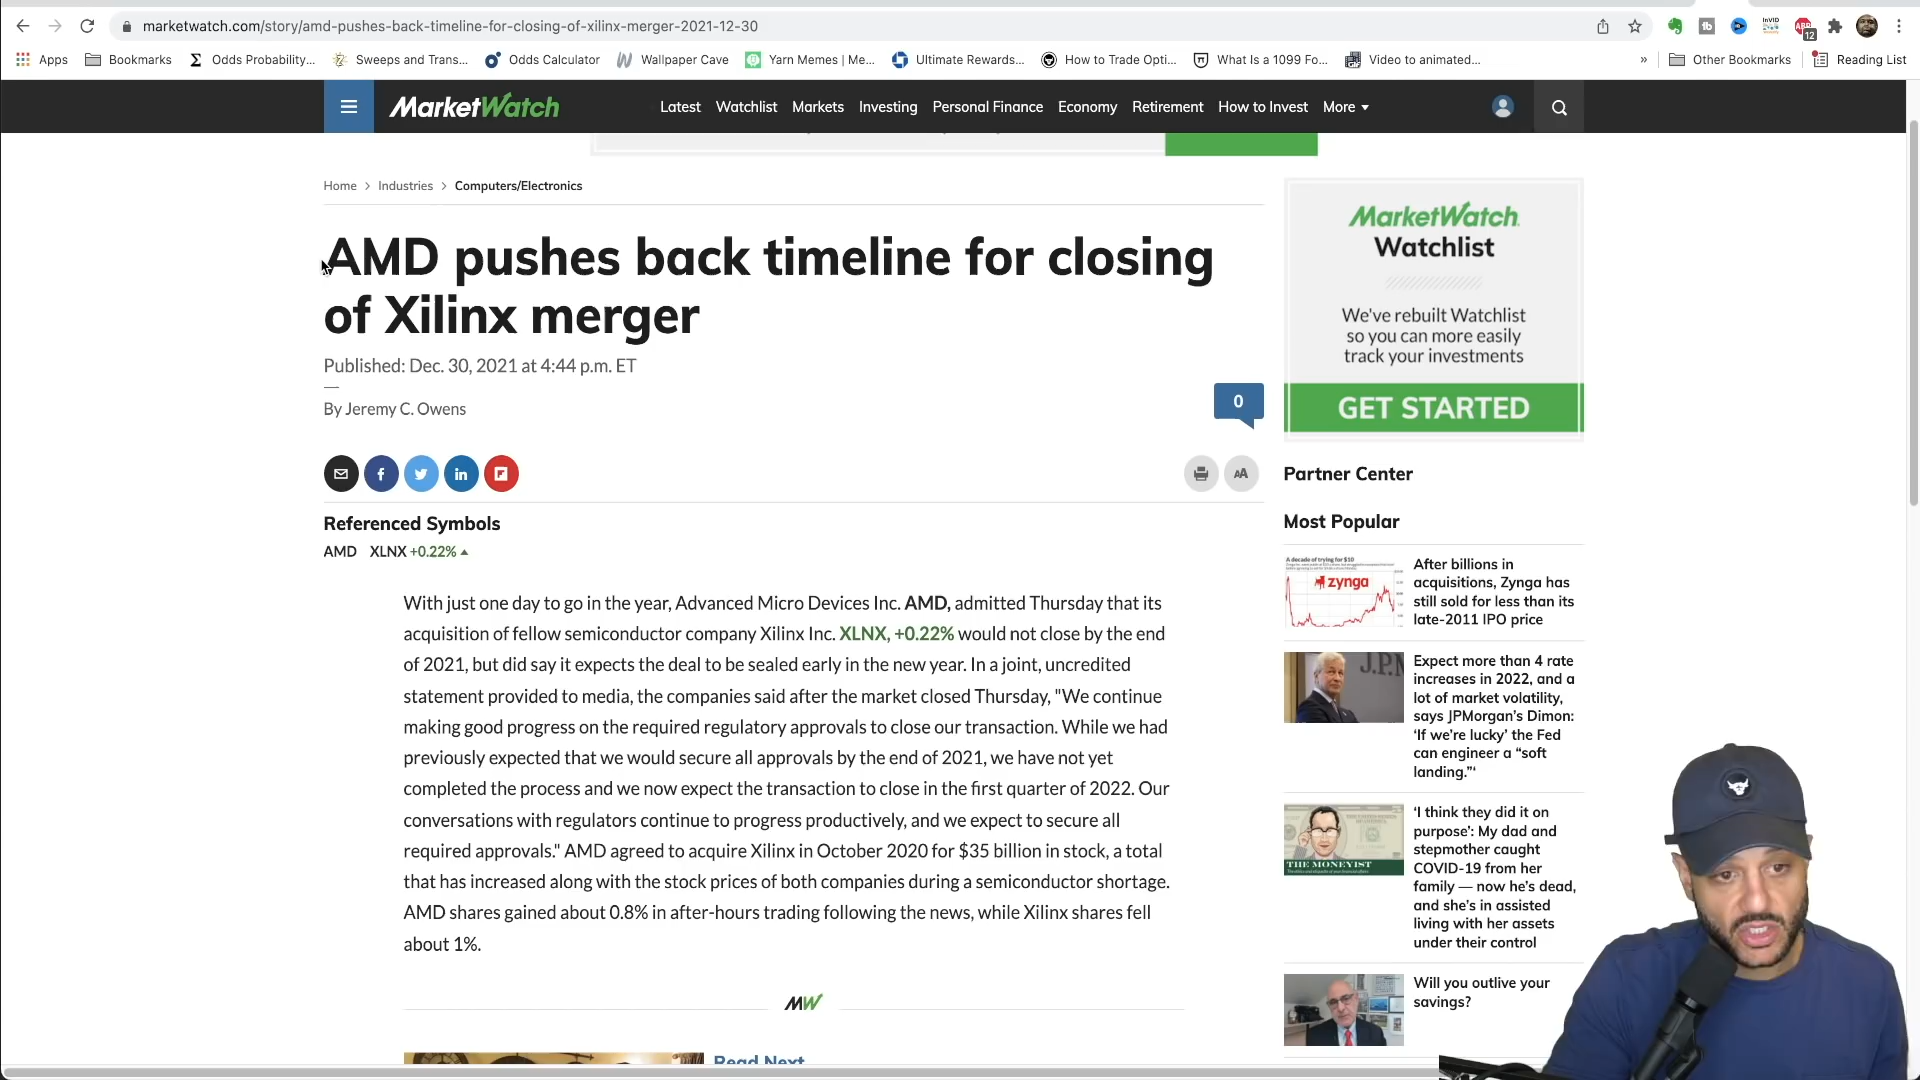 marketwatch.com/story/amd-pushes-back-timeline-for-closing-of-xilinx-merger-2021-12-30
12
Apps Bookmarks Odds Probability... Sweeps and Trans... Odds Calculator Wallpaper Cave Yarn Memes | Me... Ultimate Rewards... How to Trade Opti... What Is a 1099 Fo... Video to animated... » Other Bookmarks Reading List
MarketWatch Latest Watchlist Markets Investing Personal Finance Economy Retirement How to Invest More
Home > Industries > Computers/Electronics
AMD pushes back timeline for closing
of Xilinx merger
Published: Dec. 30, 2021 at 4:44 p.m. ET
By Jeremy C. Owens
0
AA
Referenced Symbols
AMD XLNX +0.22%
With just one day to go in the year, Advanced Micro Devices Inc. AMD, admitted Thursday that its
acquisition of fellow semiconductor company Xilinx Inc. XLNX, +0.22% would not close by the end
of 2021, but did say it expects the deal to be sealed early in the new year. In a joint, uncredited
statement provided to media, the companies said after the market closed Thursday, "We continue
making good progress on the required regulatory approvals to close our transaction. While we had
previously expected that we would secure all approvals by the end of 2021, we have not yet
completed the process and we now expect the transaction to close in the first quarter of 2022. Our
conversations with regulators continue to progress productively, and we expect to secure all
required approvals." AMD agreed to acquire Xilinx in October 2020 for $35 billion in stock, a total
that has increased along with the stock prices of both companies during a semiconductor shortage.
AMD shares gained about 0.8% in after-hours trading following the news, while Xilinx shares fell
about 1%.
MW
Read Next
MarketWatch
Watchlist
We've rebuilt Watchlist
so you can more easily
track your investments
GET STARTED
Partner Center
Most Popular
A decade of trying for $10
zynga
After billions in
acquisitions, Zynga has
still sold for less than its
late-2011 IPO price
J.P.M
Expect more than 4 rate
increases in 2022, and a
lot of market volatility,
says JPMorgan's Dimon:
'If we're lucky' the Fed
can engineer a “soft
landing.”‘
THE MONEYIST
'I think they did it on
purpose': My dad and
stepmother caught
COVID-19 from her
family — now he's dead,
and she's in assisted
living with her assets
under their control
Will you outlive your
savings?